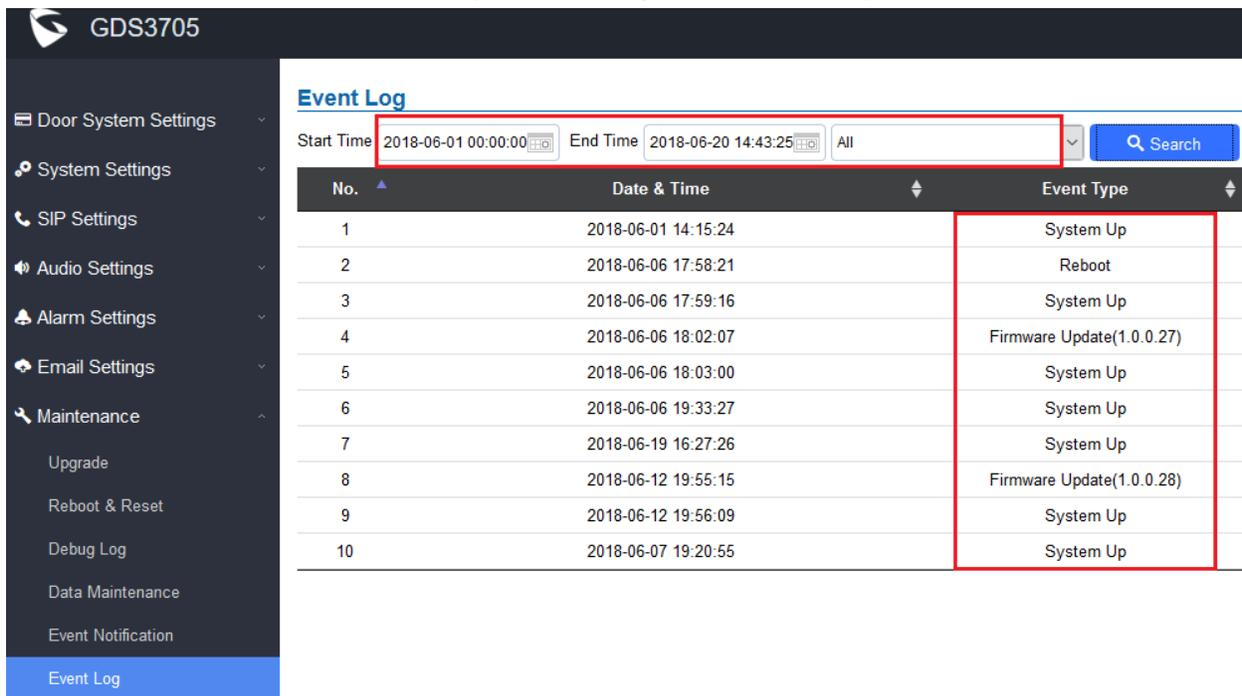 GDS3705
Door System Settings
System Settings
SIP Settings
Audio Settings
Alarm Settings
Email Settings
Maintenance
Upgrade
Reboot & Reset
Debug Log
Data Maintenance
Event Notification
Event Log
Event Log
Start Time 2018-06-01 00:00:00 End Time 2018-06-20 14:43:25 All Search
No. Date & Time Event Type
1 2018-06-01 14:15:24 System Up
2 2018-06-06 17:58:21 Reboot
3 2018-06-06 17:59:16 System Up
4 2018-06-06 18:02:07 Firmware Update(1.0.0.27)
5 2018-06-06 18:03:00 System Up
6 2018-06-06 19:33:27 System Up
7 2018-06-19 16:27:26 System Up
8 2018-06-12 19:55:15 Firmware Update(1.0.0.28)
9 2018-06-12 19:56:09 System Up
10 2018-06-07 19:20:55 System Up